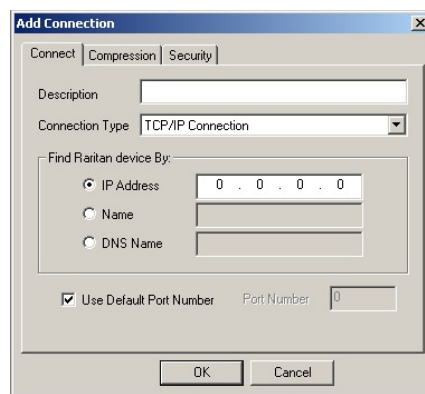 Add Connection
Connect Compression Security
Description
Connection Type TCP/IP Connection
Find Raritan device By:
IP Address 0 . 0 . 0 . 0
Name
DNS Name
Use Default Port Number Port Number 0
OK Cancel